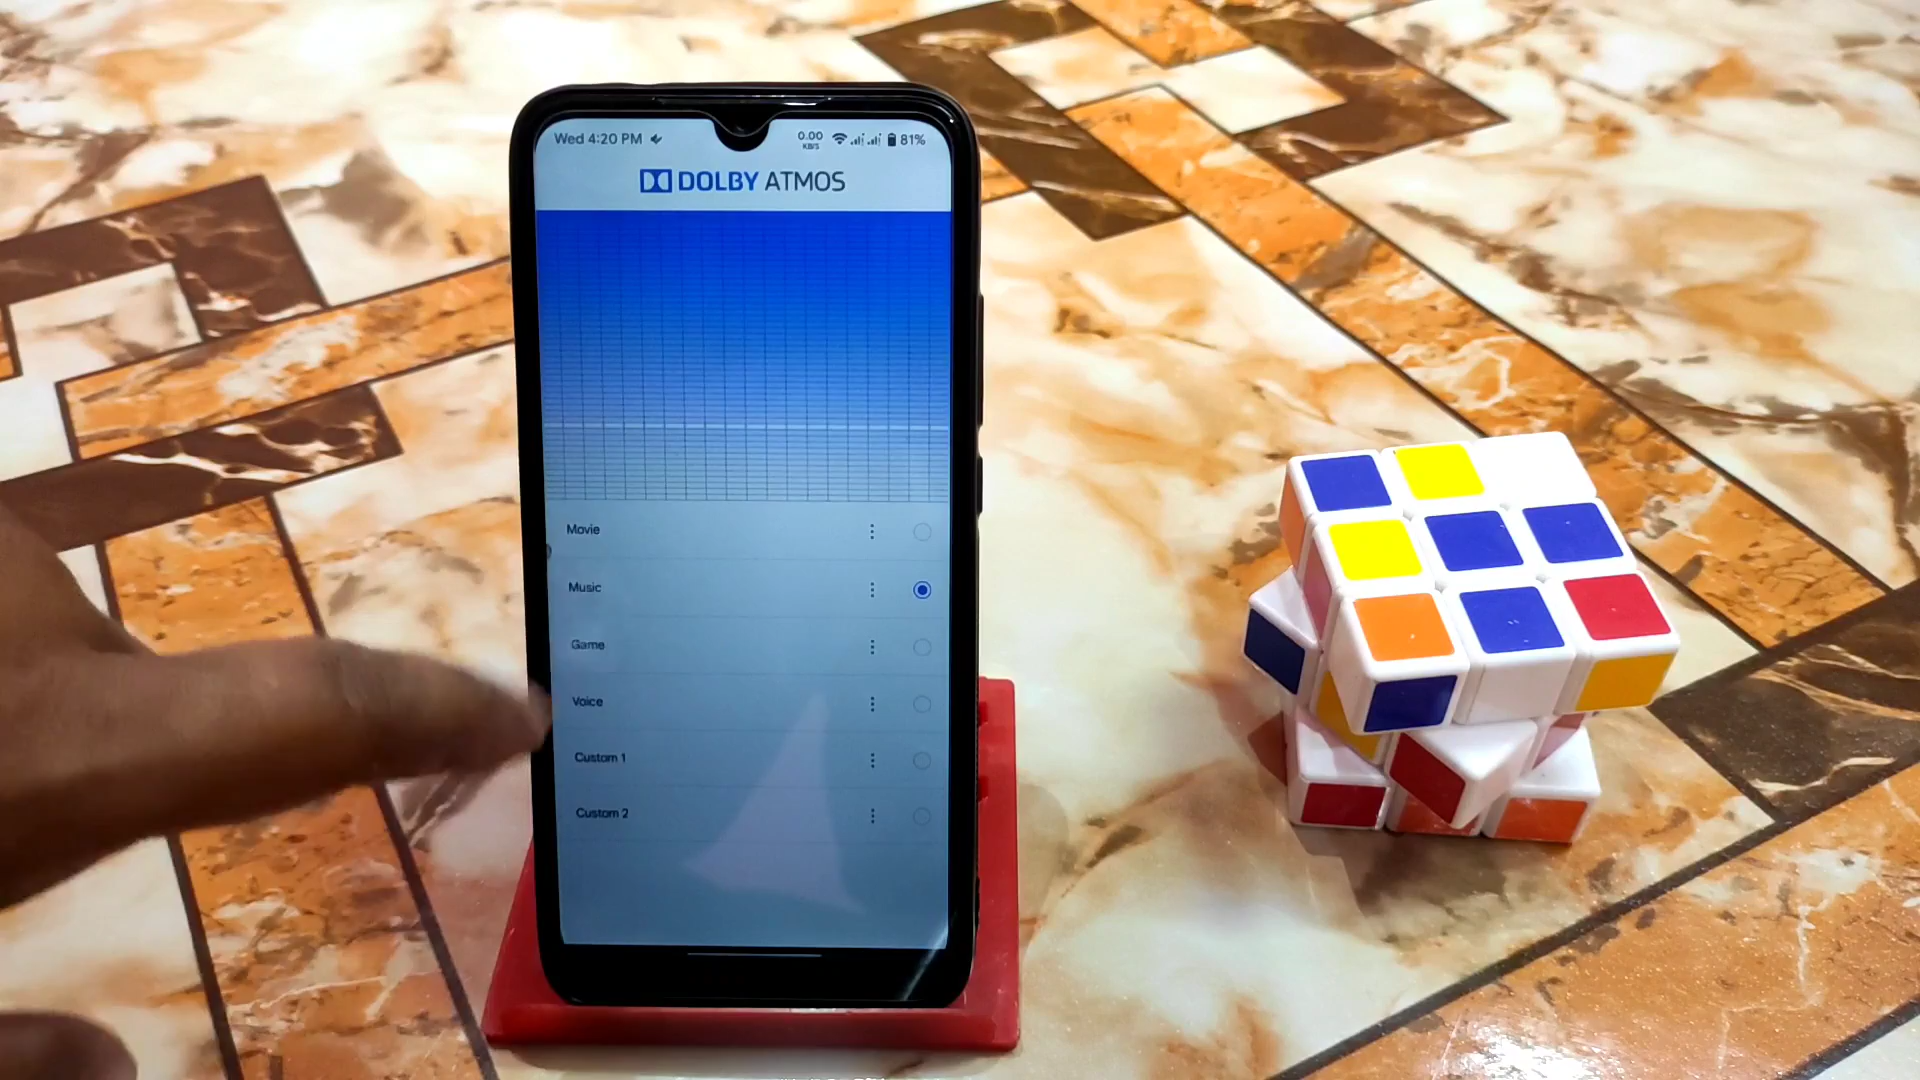 Wed 4:20 PM 0.00 KB/S 81%
DOLBY ATMOS
Movie
Music
Game
Voice
Custom 1
Custom 2